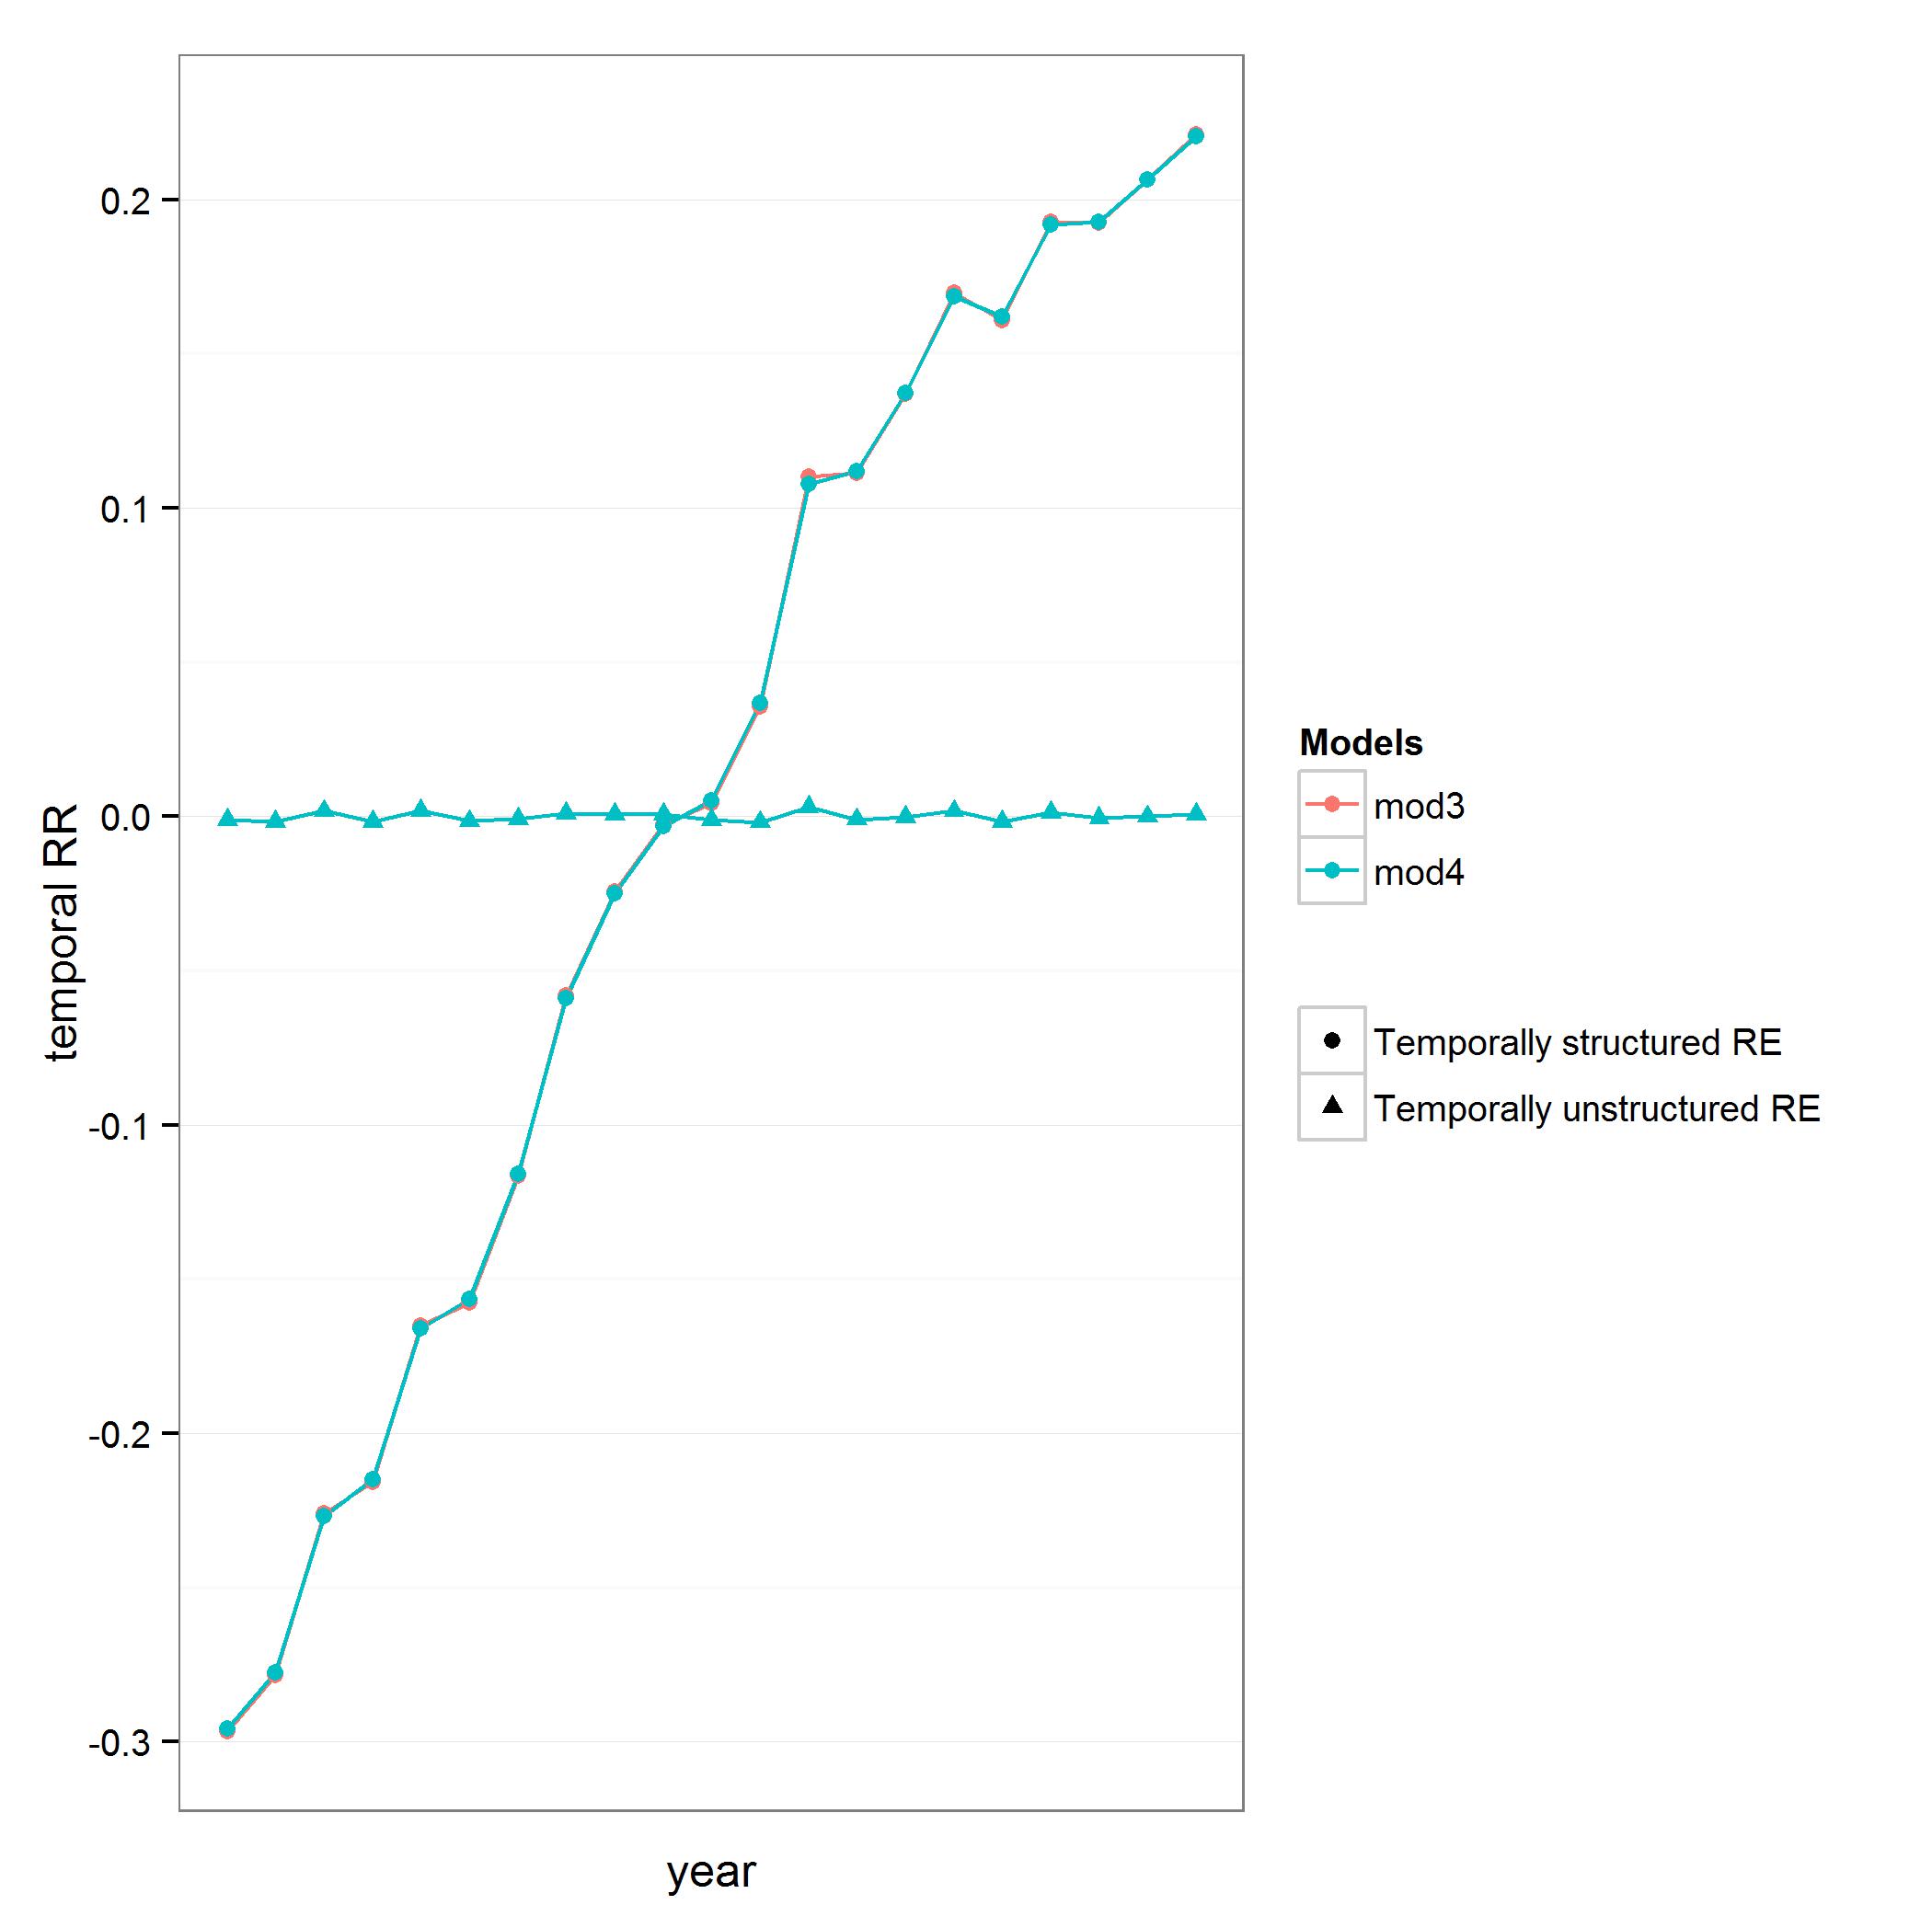 temporal RR
0.2
0.1
0.0
-0.1
-0.2
-0.3
year
Models
mod3
mod4
Temporally structured RE
Temporally unstructured RE